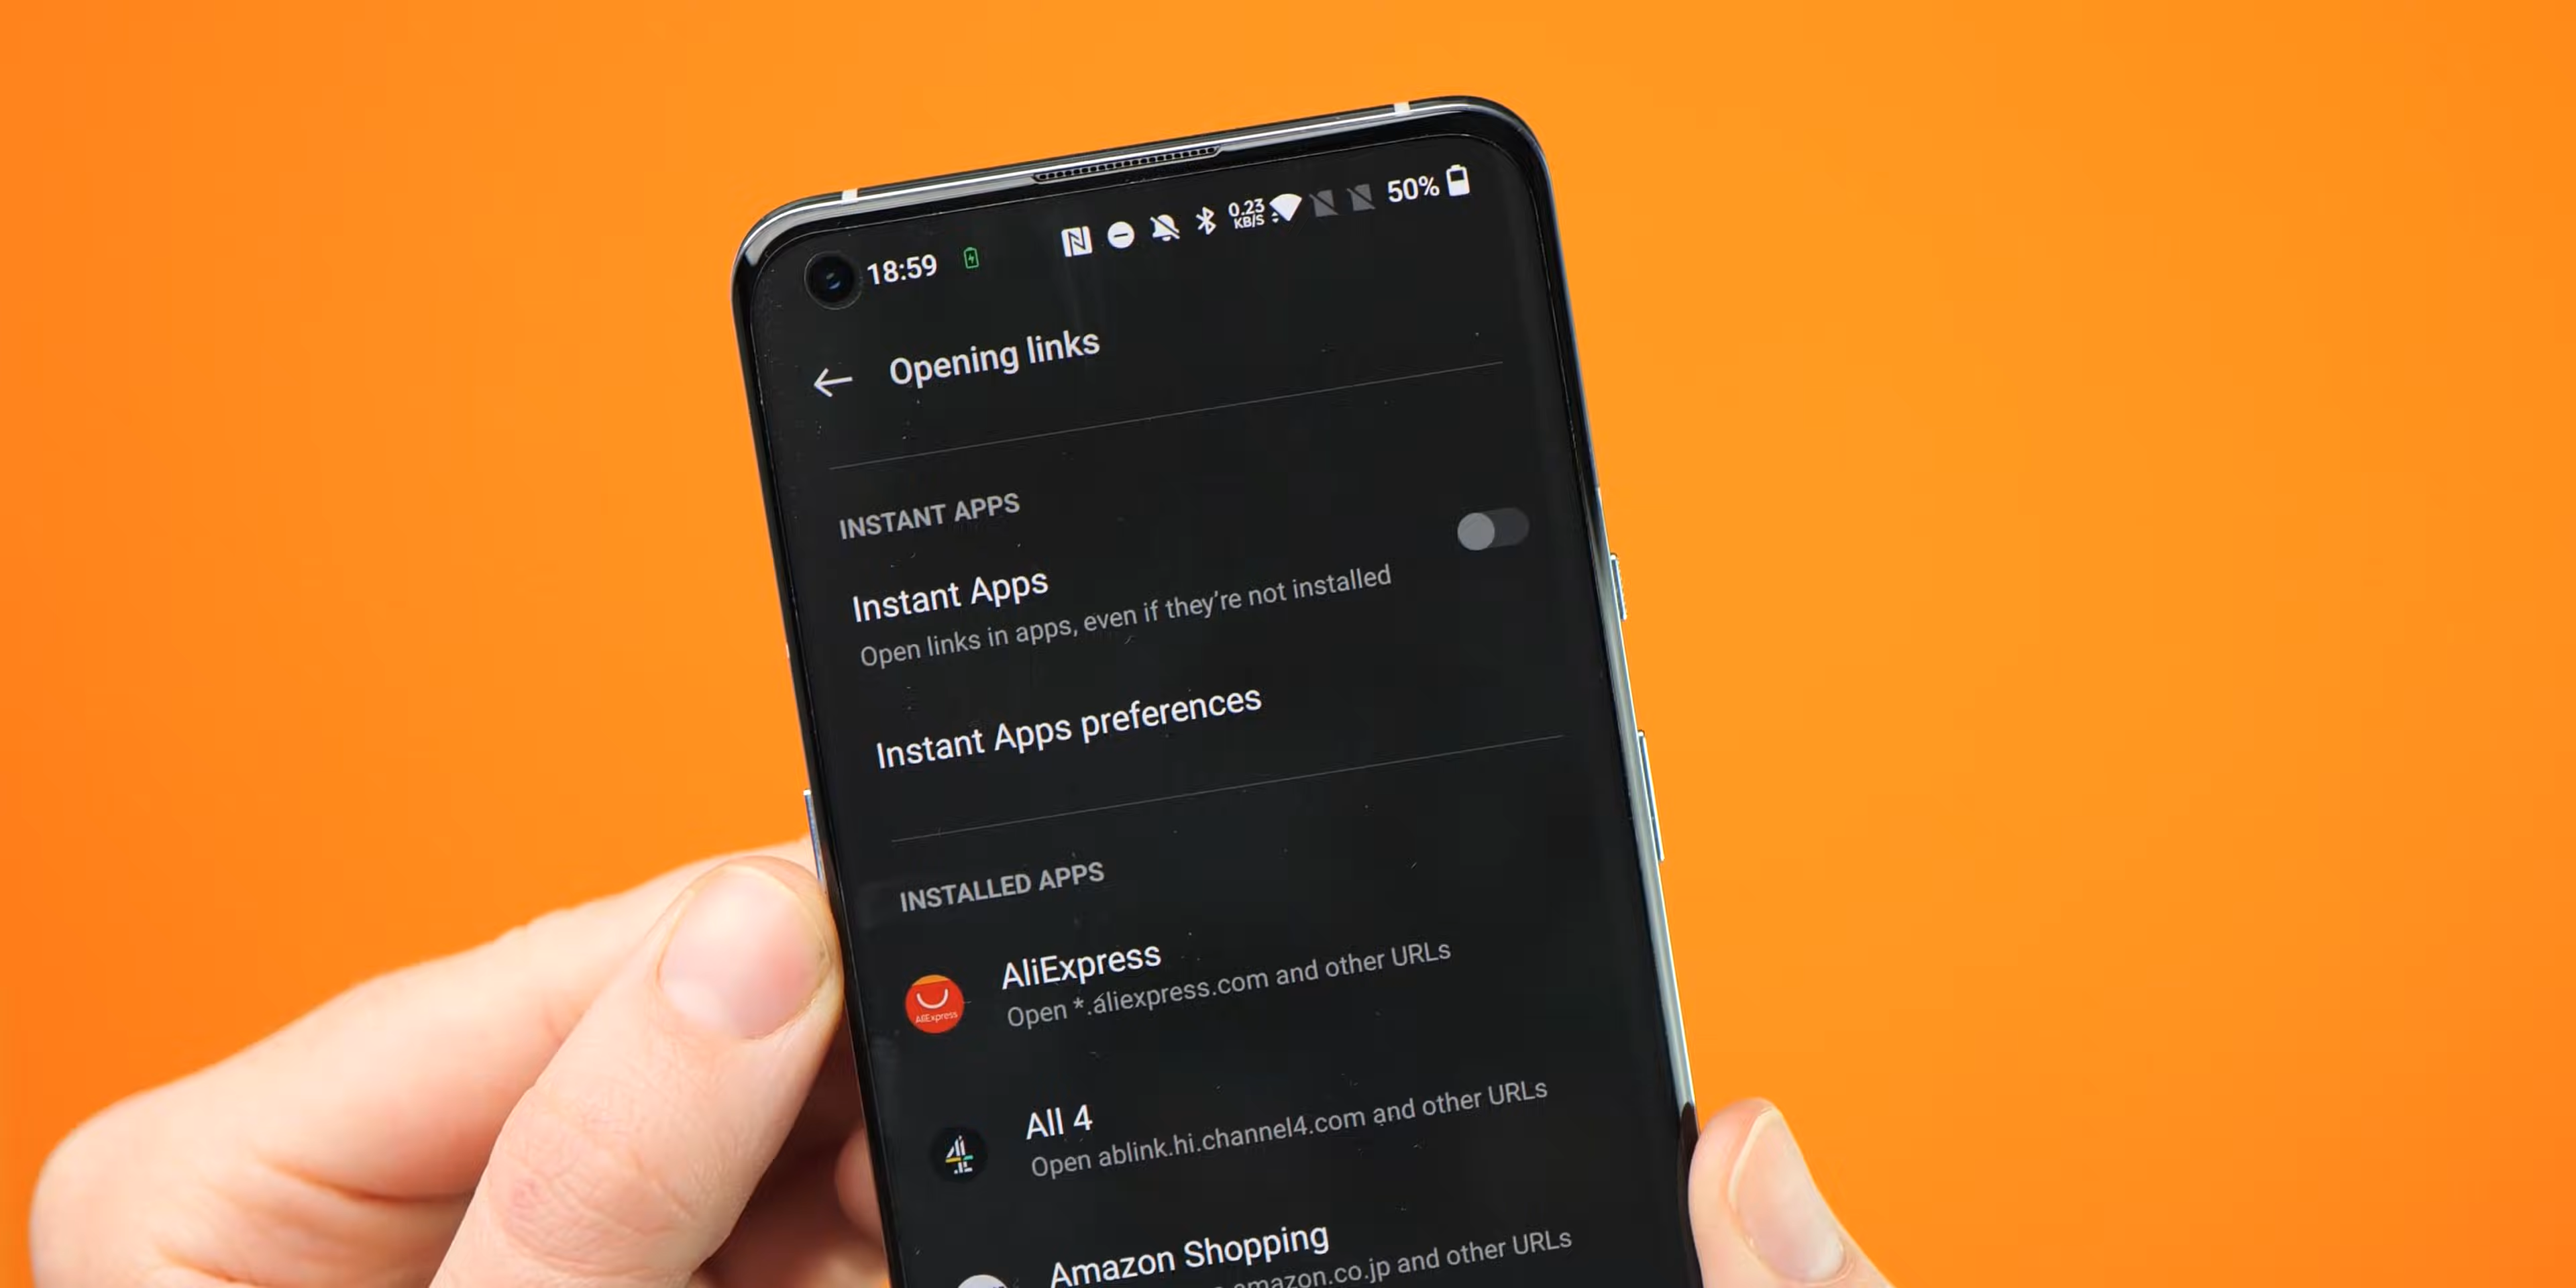 18:59
0.23
KB/S
50%
Opening links
INSTANT APPS
Instant Apps
Open links in apps, even if they're not installed
Instant Apps preferences
INSTALLED APPS
AliExpress
Open *.aliexpress.com and other URLs
AliExpress
All 4
Open ablink.hi.channel4.com and other URLs
Amazon Shopping
amazon.co.jp and other URLs